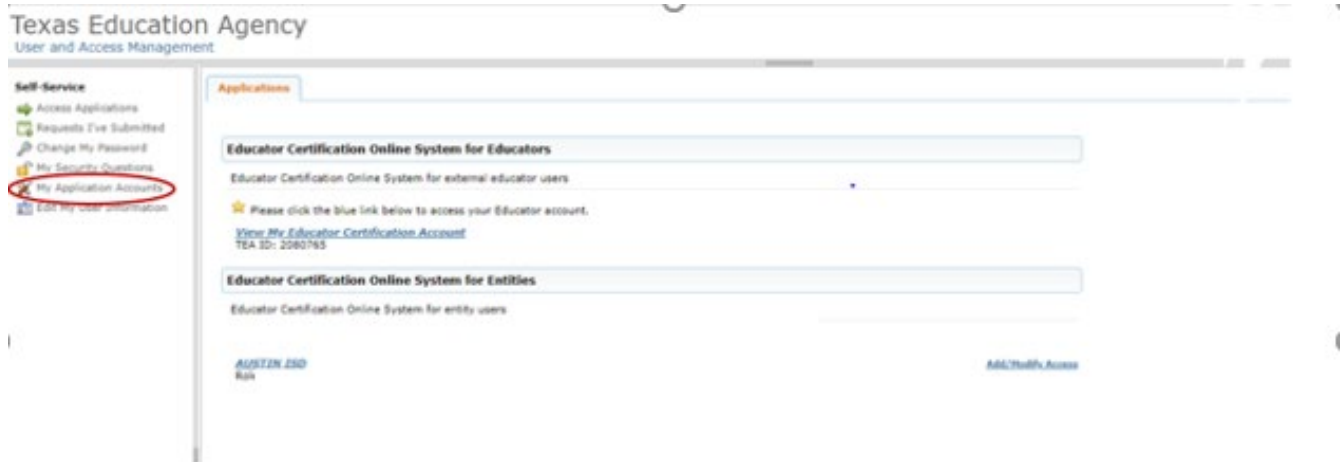 Texas Education Agency
User and Access Management
Self-Service
Access Applications
Requests I've Submitted
Change My Password
My Security Questions
My Application Accounts
Edit My User Information
Applications
Educator Certification Online System for Educators
Educator Certification Online System for external educator users
Please click the blue link below to access your Educator account.
View My Educator Certification Account
TEA ID: 2080765
Educator Certification Online System for Entities
Educator Certification Online System for entity users
AUSTIN ISD
Add/Modify Access
Role